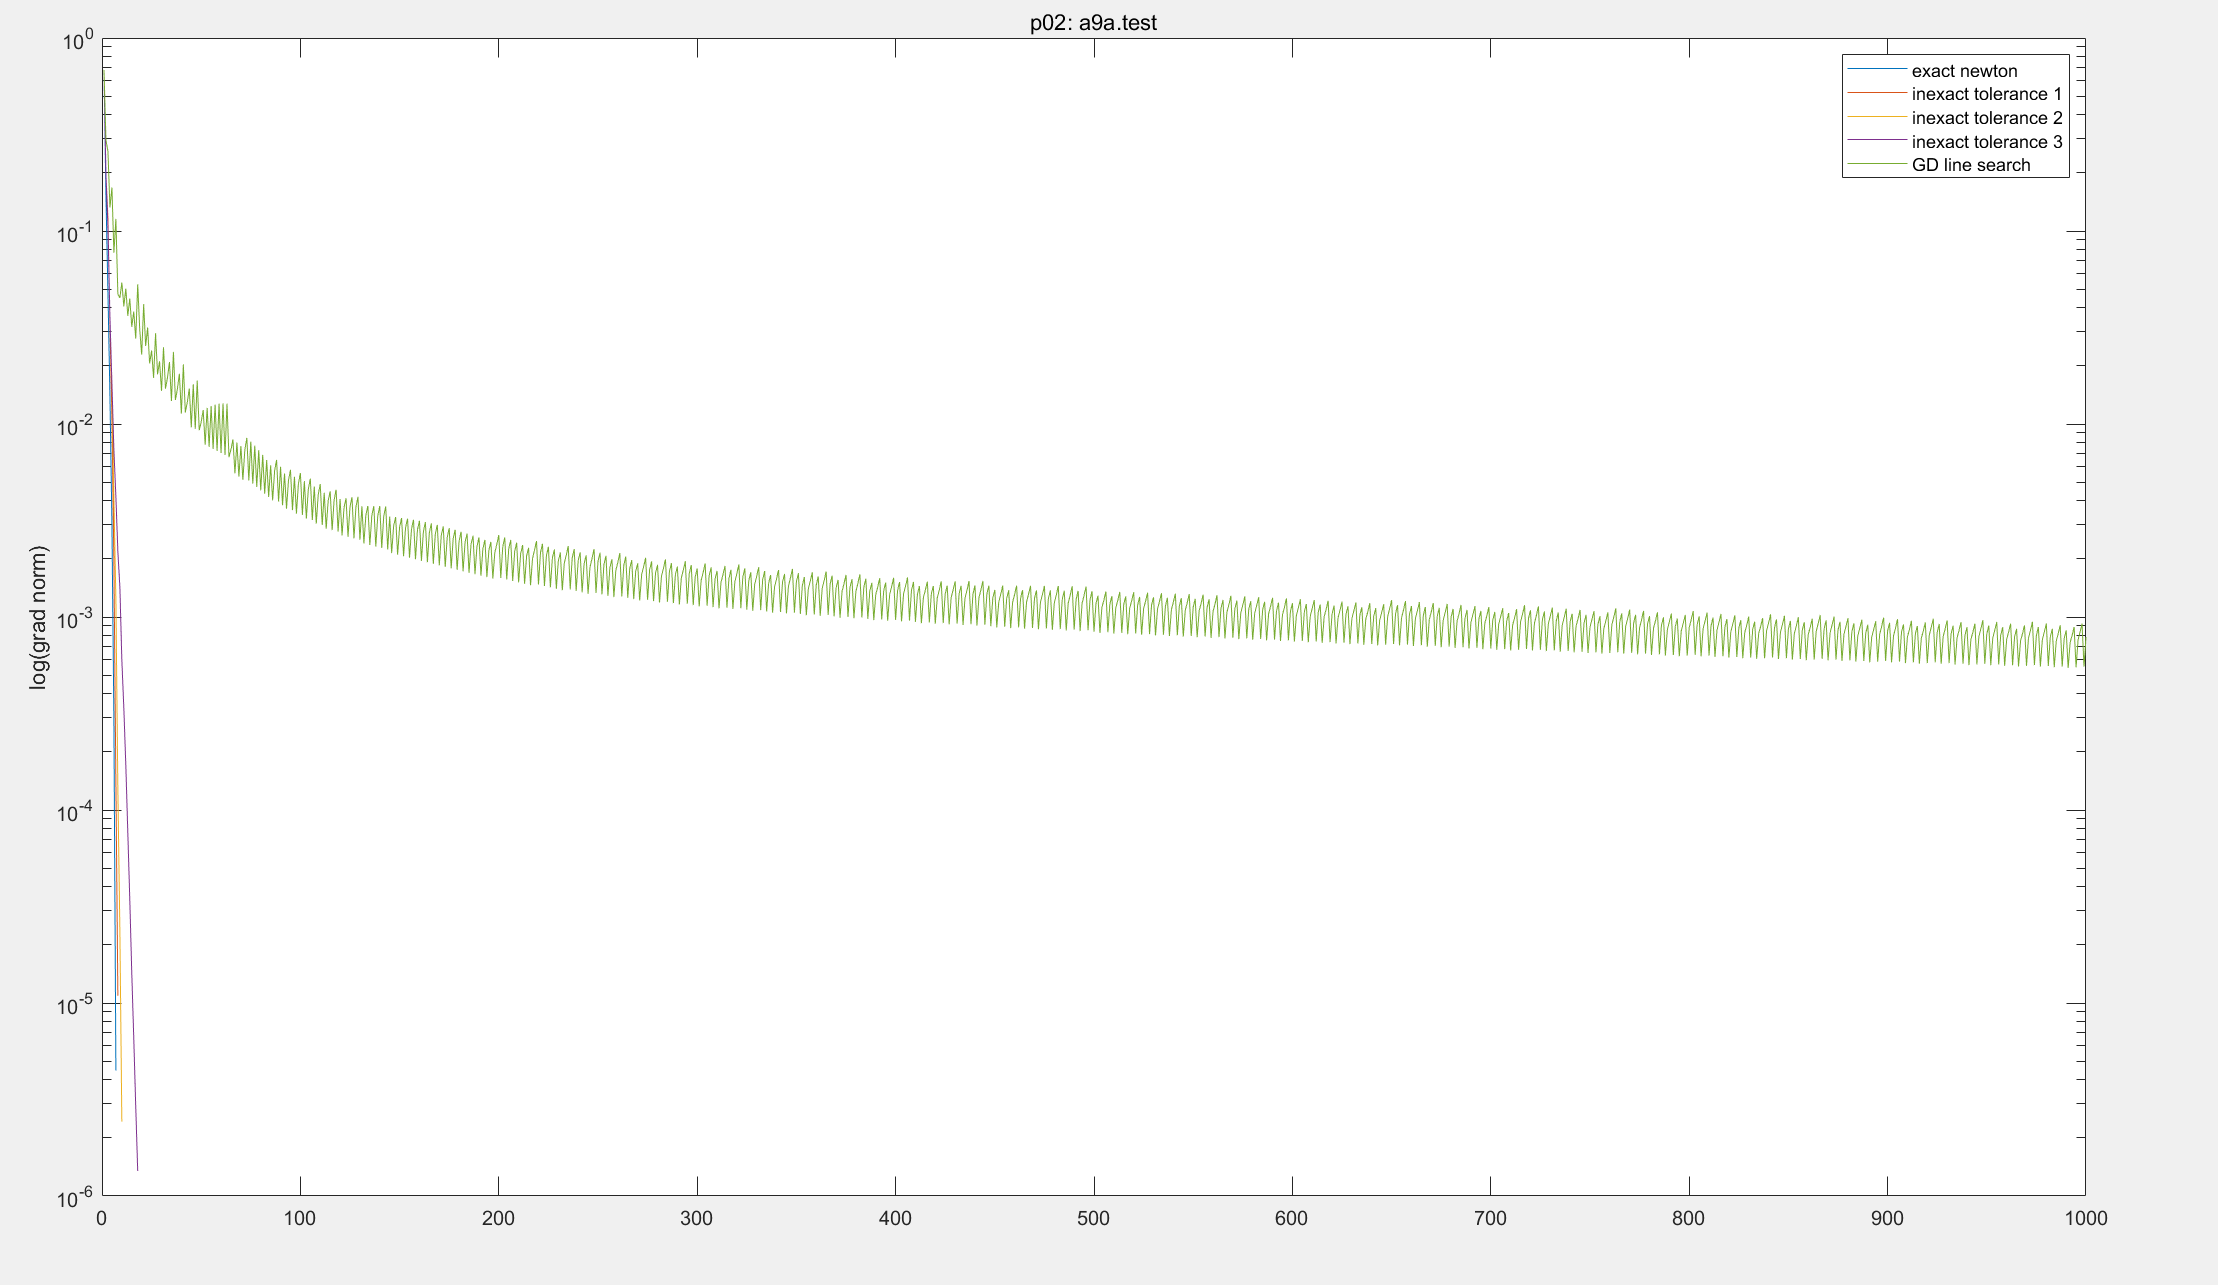 p02: a9a.test
10^0
10^-1
10^-2
10^-3
10^-4
10^-5
10^-6
log(grad norm)
exact newton
inexact tolerance 1
inexact tolerance 2
inexact tolerance 3
GD line search
0 100 200 300 400 500 600 700 800 900 1000